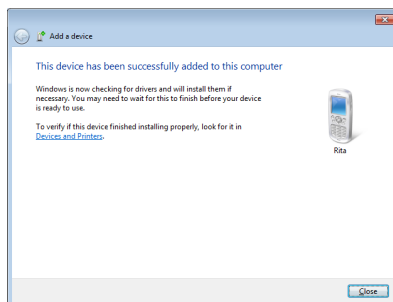 Add a device
This device has been successfully added to this computer
Windows is now checking for drivers and will install them if
necessary. You may need to wait for this to finish before your device
is ready to use.
To verify if this device finished installing properly, look for it in
Devices and Printers.
Rita
Close